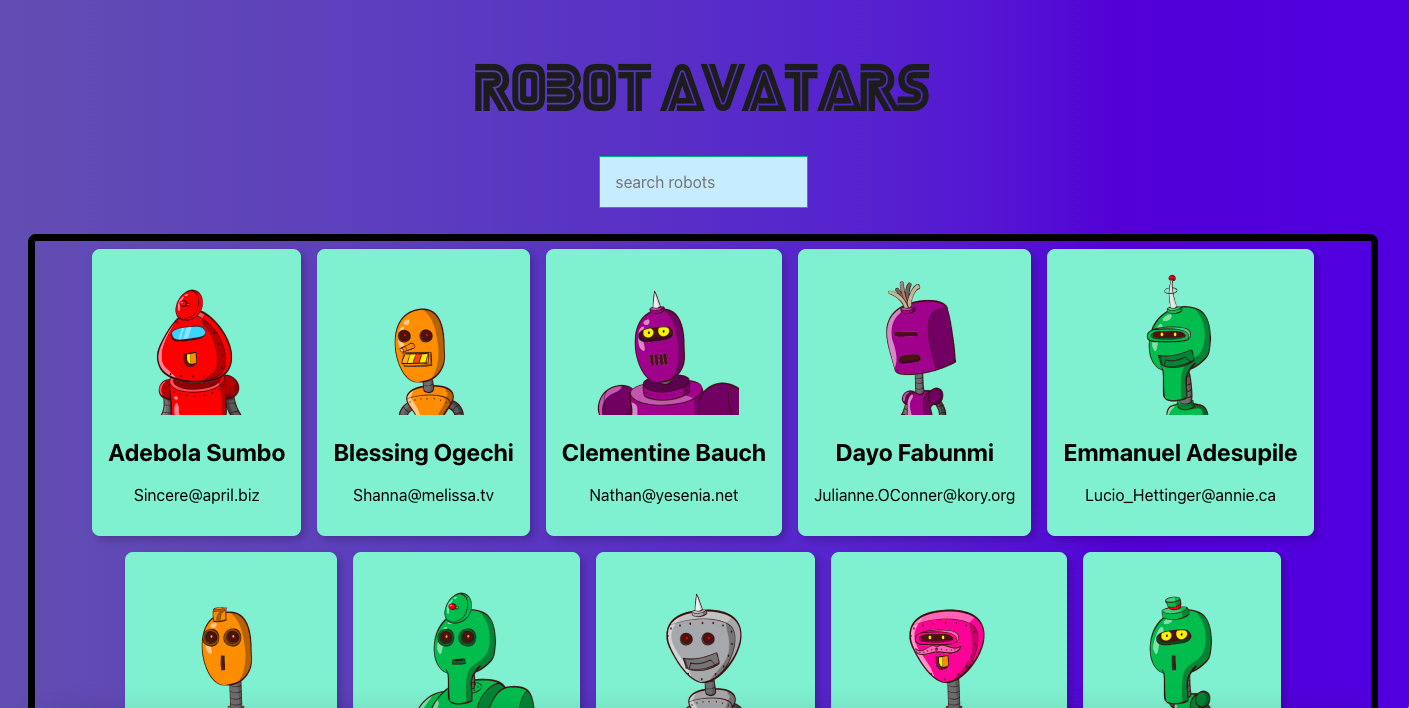 ROBOT AVATARS
search robots
Adebola Sumbo
Sincere@april.biz
Blessing Ogechi
Shanna@melissa.tv
Clementine Bauch
Nathan@yesenia.net
Dayo Fabunmi
Julianne.OConner@kory.org
Emmanuel Adesupile
Lucio_Hettinger@annie.ca